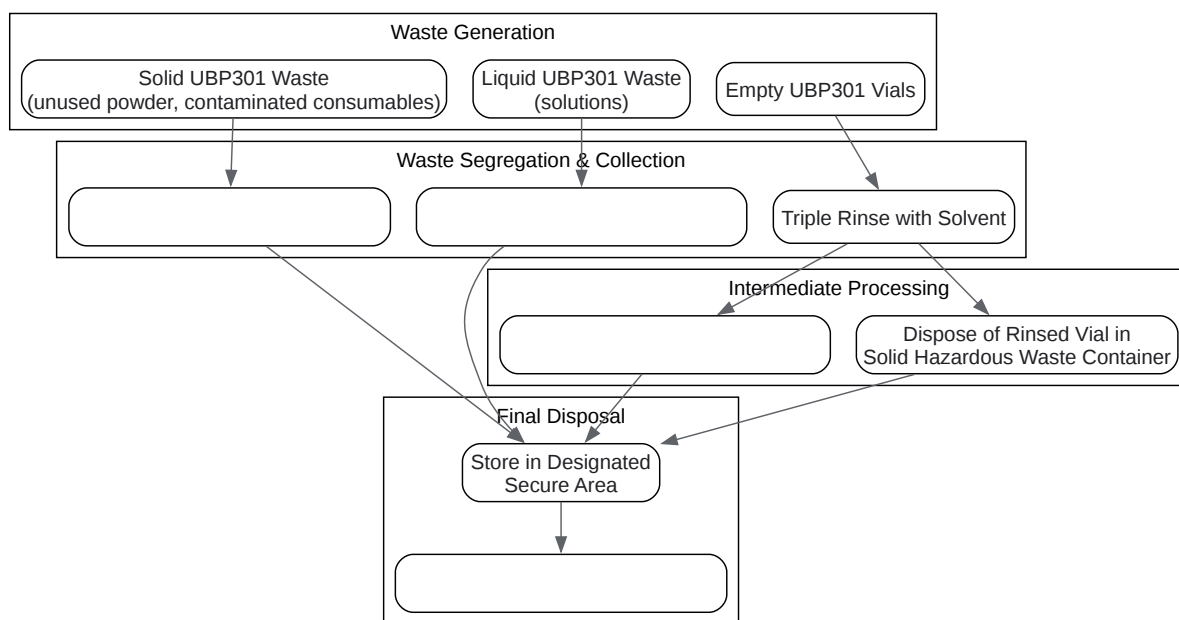 Waste Generation
Solid UBP301 Waste
(unused powder, contaminated consumables)
Liquid UBP301 Waste
(solutions)
Empty UBP301 Vials
Waste Segregation & Collection
Triple Rinse with Solvent
Intermediate Processing
Dispose of Rinsed Vial in
Solid Hazardous Waste Container
Final Disposal
Store in Designated
Secure Area